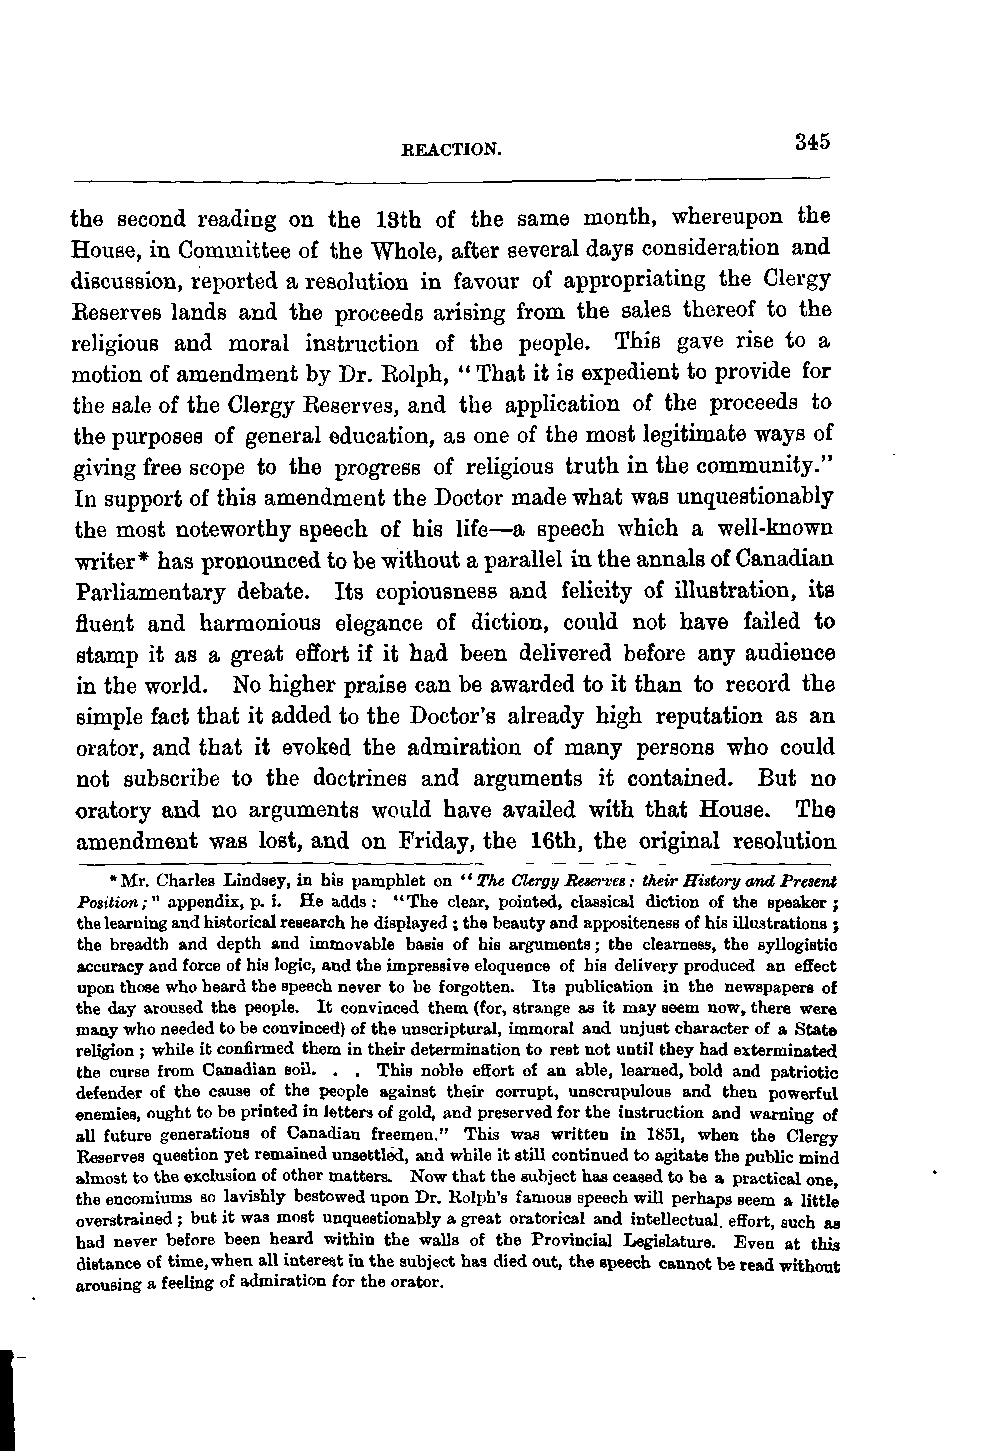 REACTION. 345
the second reading on the 13th of the same month, whereupon the
House, in Committee of the Whole, after several days consideration and
discussion, reported a resolution in favour of appropriating the Clergy
Reserves lands and the proceeds arising from the sales thereof to the
religious and moral instruction of the people. This gave rise to a
motion of amendment by Dr. Rolph, “That it is expedient to provide for
the sale of the Clergy Reserves, and the application of the proceeds to
the purposes of general education, as one of the most legitimate ways of
giving free scope to the progress of religious truth in the community.”
In support of this amendment the Doctor made what was unquestionably
the most noteworthy speech of his life—a speech which a well-known
writer* has pronounced to be without a parallel in the annals of Canadian
Parliamentary debate. Its copiousness and felicity of illustration, its
fluent and harmonious elegance of diction, could not have failed to
stamp it as a great effort if it had been delivered before any audience
in the world. No higher praise can be awarded to it than to record the
simple fact that it added to the Doctor’s already high reputation as an
orator, and that it evoked the admiration of many persons who could
not subscribe to the doctrines and arguments it contained. But no
oratory and no arguments would have availed with that House. The
amendment was lost, and on Friday, the 16th, the original resolution
*Mr. Charles Lindsey, in his pamphlet on “The Clergy Reserves: their History and Present
Position;” appendix, p. i. He adds: “The clear, pointed, classical diction of the speaker;
the learning and historical research he displayed; the beauty and appositeness of his illustrations;
the breadth and depth and immovable basis of his arguments; the clearness, the syllogistic
accuracy and force of his logic, and the impressive eloquence of his delivery produced an effect
upon those who heard the speech never to be forgotten. Its publication in the newspapers of
the day aroused the people. It convinced them (for, strange as it may seem now, there were
many who needed to be convinced) of the unscriptural, immoral and unjust character of a State
religion; while it confirmed them in their determination to rest not until they had exterminated
the curse from Canadian soil. . . This noble effort of an able, learned, bold and patriotic
defender of the cause of the people against their corrupt, unscrupulous and then powerful
enemies, ought to be printed in letters of gold, and preserved for the instruction and warning of
all future generations of Canadian freemen.” This was written in 1851, when the Clergy
Reserves question yet remained unsettled, and while it still continued to agitate the public mind
almost to the exclusion of other matters. Now that the subject has ceased to be a practical one,
the encomiums so lavishly bestowed upon Dr. Rolph’s famous speech will perhaps seem a little
overstrained; but it was most unquestionably a great oratorical and intellectual effort, such as
had never before been heard within the walls of the Provincial Legislature. Even at this
distance of time, when all interest in the subject has died out, the speech cannot be read without
arousing a feeling of admiration for the orator.